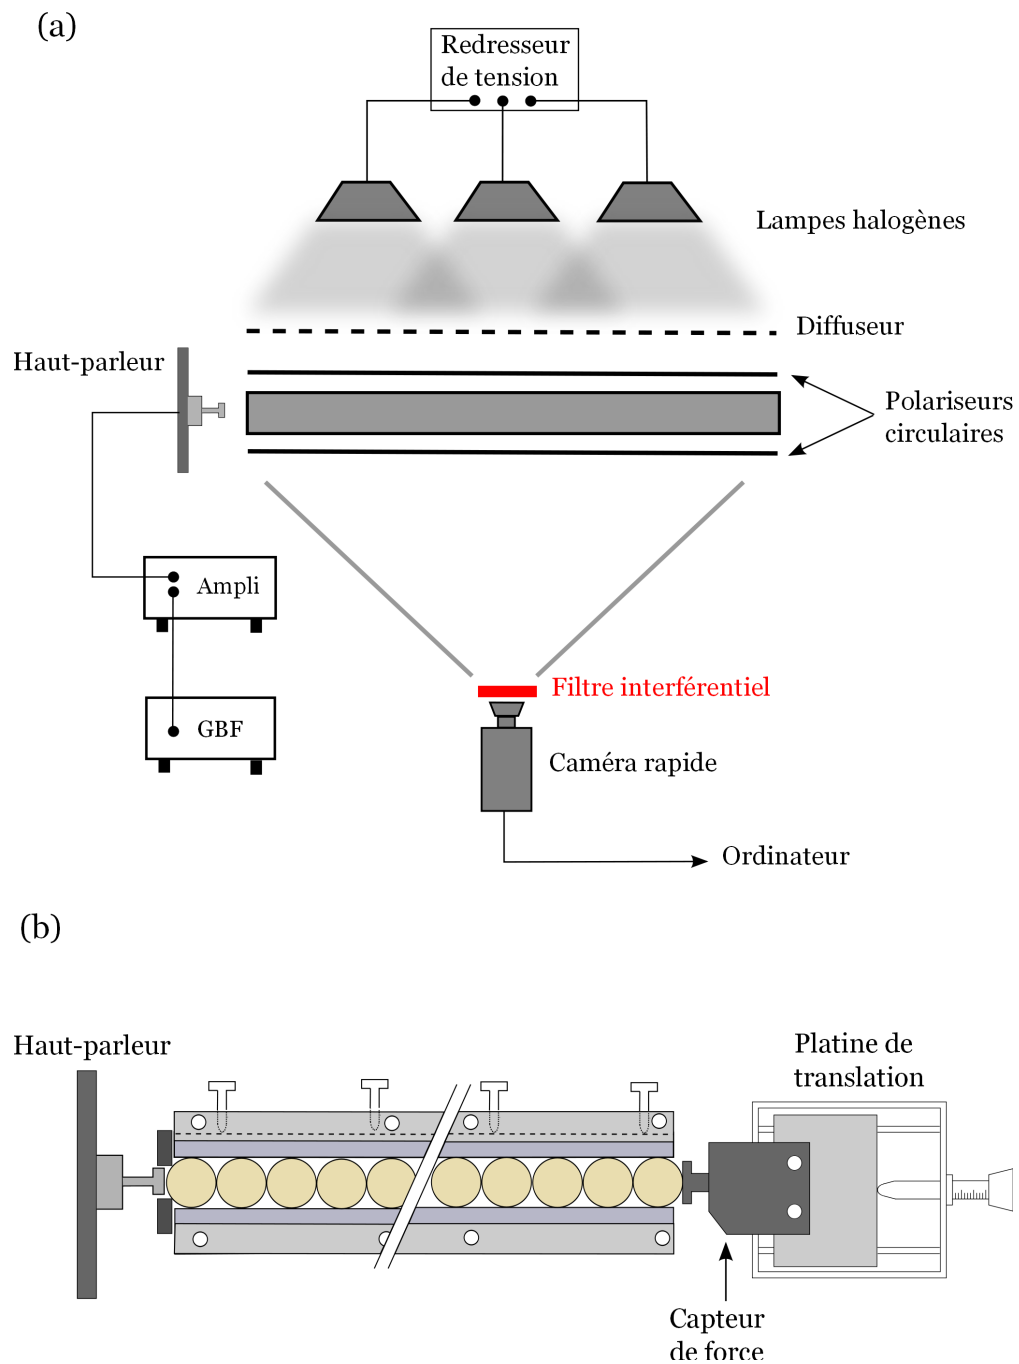 (a)
Redresseur
de tension
Lampes halogènes
Diffuseur
Haut-parleur
Polariseurs
circulaires
Ampli
Filtre interférentiel
GBF
Caméra rapide
Ordinateur
(b)
Haut-parleur
Platine de
translation
Capteur
de force